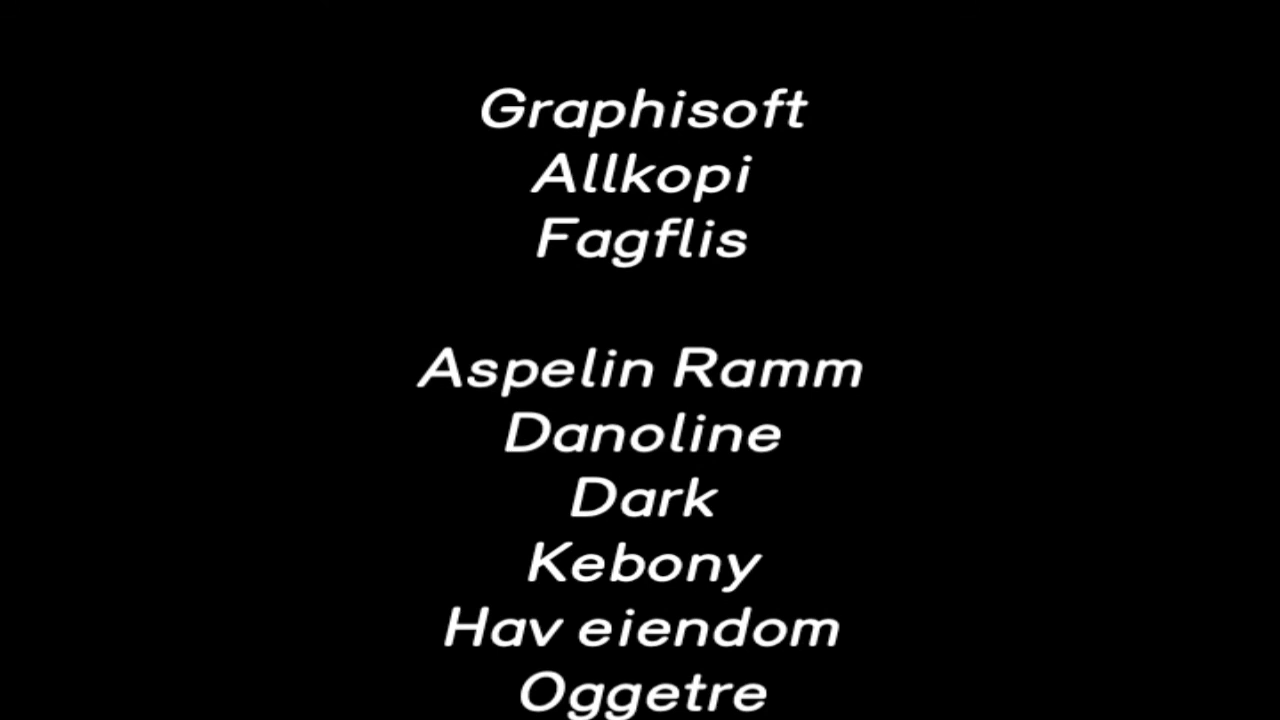 Graphisoft
Allkopi
Fagflis
Aspelin Ramm
Danoline
Dark
Kebony
Hav eiendom
Oggetre